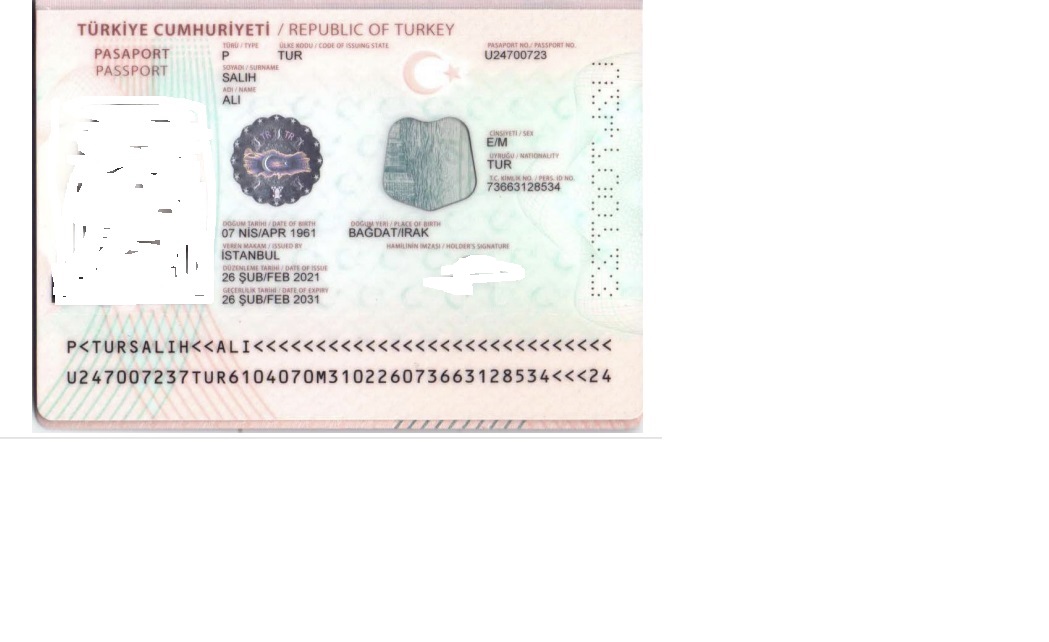 TÜRKİYE CUMHURİYETİ / REPUBLIC OF TURKEY
PASAPORT
PASSPORT
TÜRÜ / TYPE ÜLKE KODU / CODE OF ISSUING STATE PASAPORT NO./ PASSPORT NO.
P TUR U24700723
SOYADI / SURNAME
SALIH
ADI / NAME
ALI
TR TR
CİNSİYETİ / SEX
E/M
UYRUĞU / NATIONALITY
TUR
T.C. KİMLİK NO. / PERS. ID NO.
73663128534
DOĞUM TARİHİ / DATE OF BIRTH DOĞUM YERİ / PLACE OF BIRTH
07 NİS/APR 1961 BAĞDAT/IRAK
VEREN MAKAM / ISSUED BY HAMİLİNİN İMZASI / HOLDER'S SIGNATURE
İSTANBUL
DÜZENLEME TARİHİ / DATE OF ISSUE
26 ŞUB/FEB 2021
GEÇERLİLİK TARİHİ / DATE OF EXPIRY
26 ŞUB/FEB 2031
P<TURSALIH<<ALI<<<<<<<<<<<<<<<<<<<<<<<<<<<<<
U247007237TUR6104070M31022607366312853​4<<<24